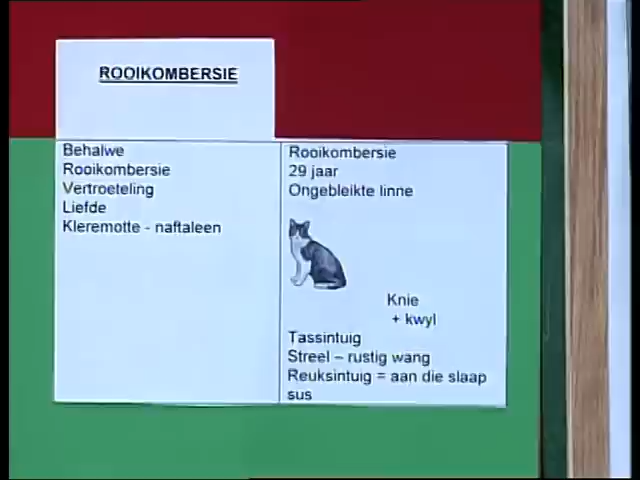 ROOIKOMBERSIE
Behalwe
Rooikombersie
Vertroeteling
Liefde
Kleremotte - naftaleen
Rooikombersie
29 jaar
Ongebleikte linne
Knie
+ kwyl
Tassintuig
Streel – rustig wang
Reuksintuig = aan die slaap
sus